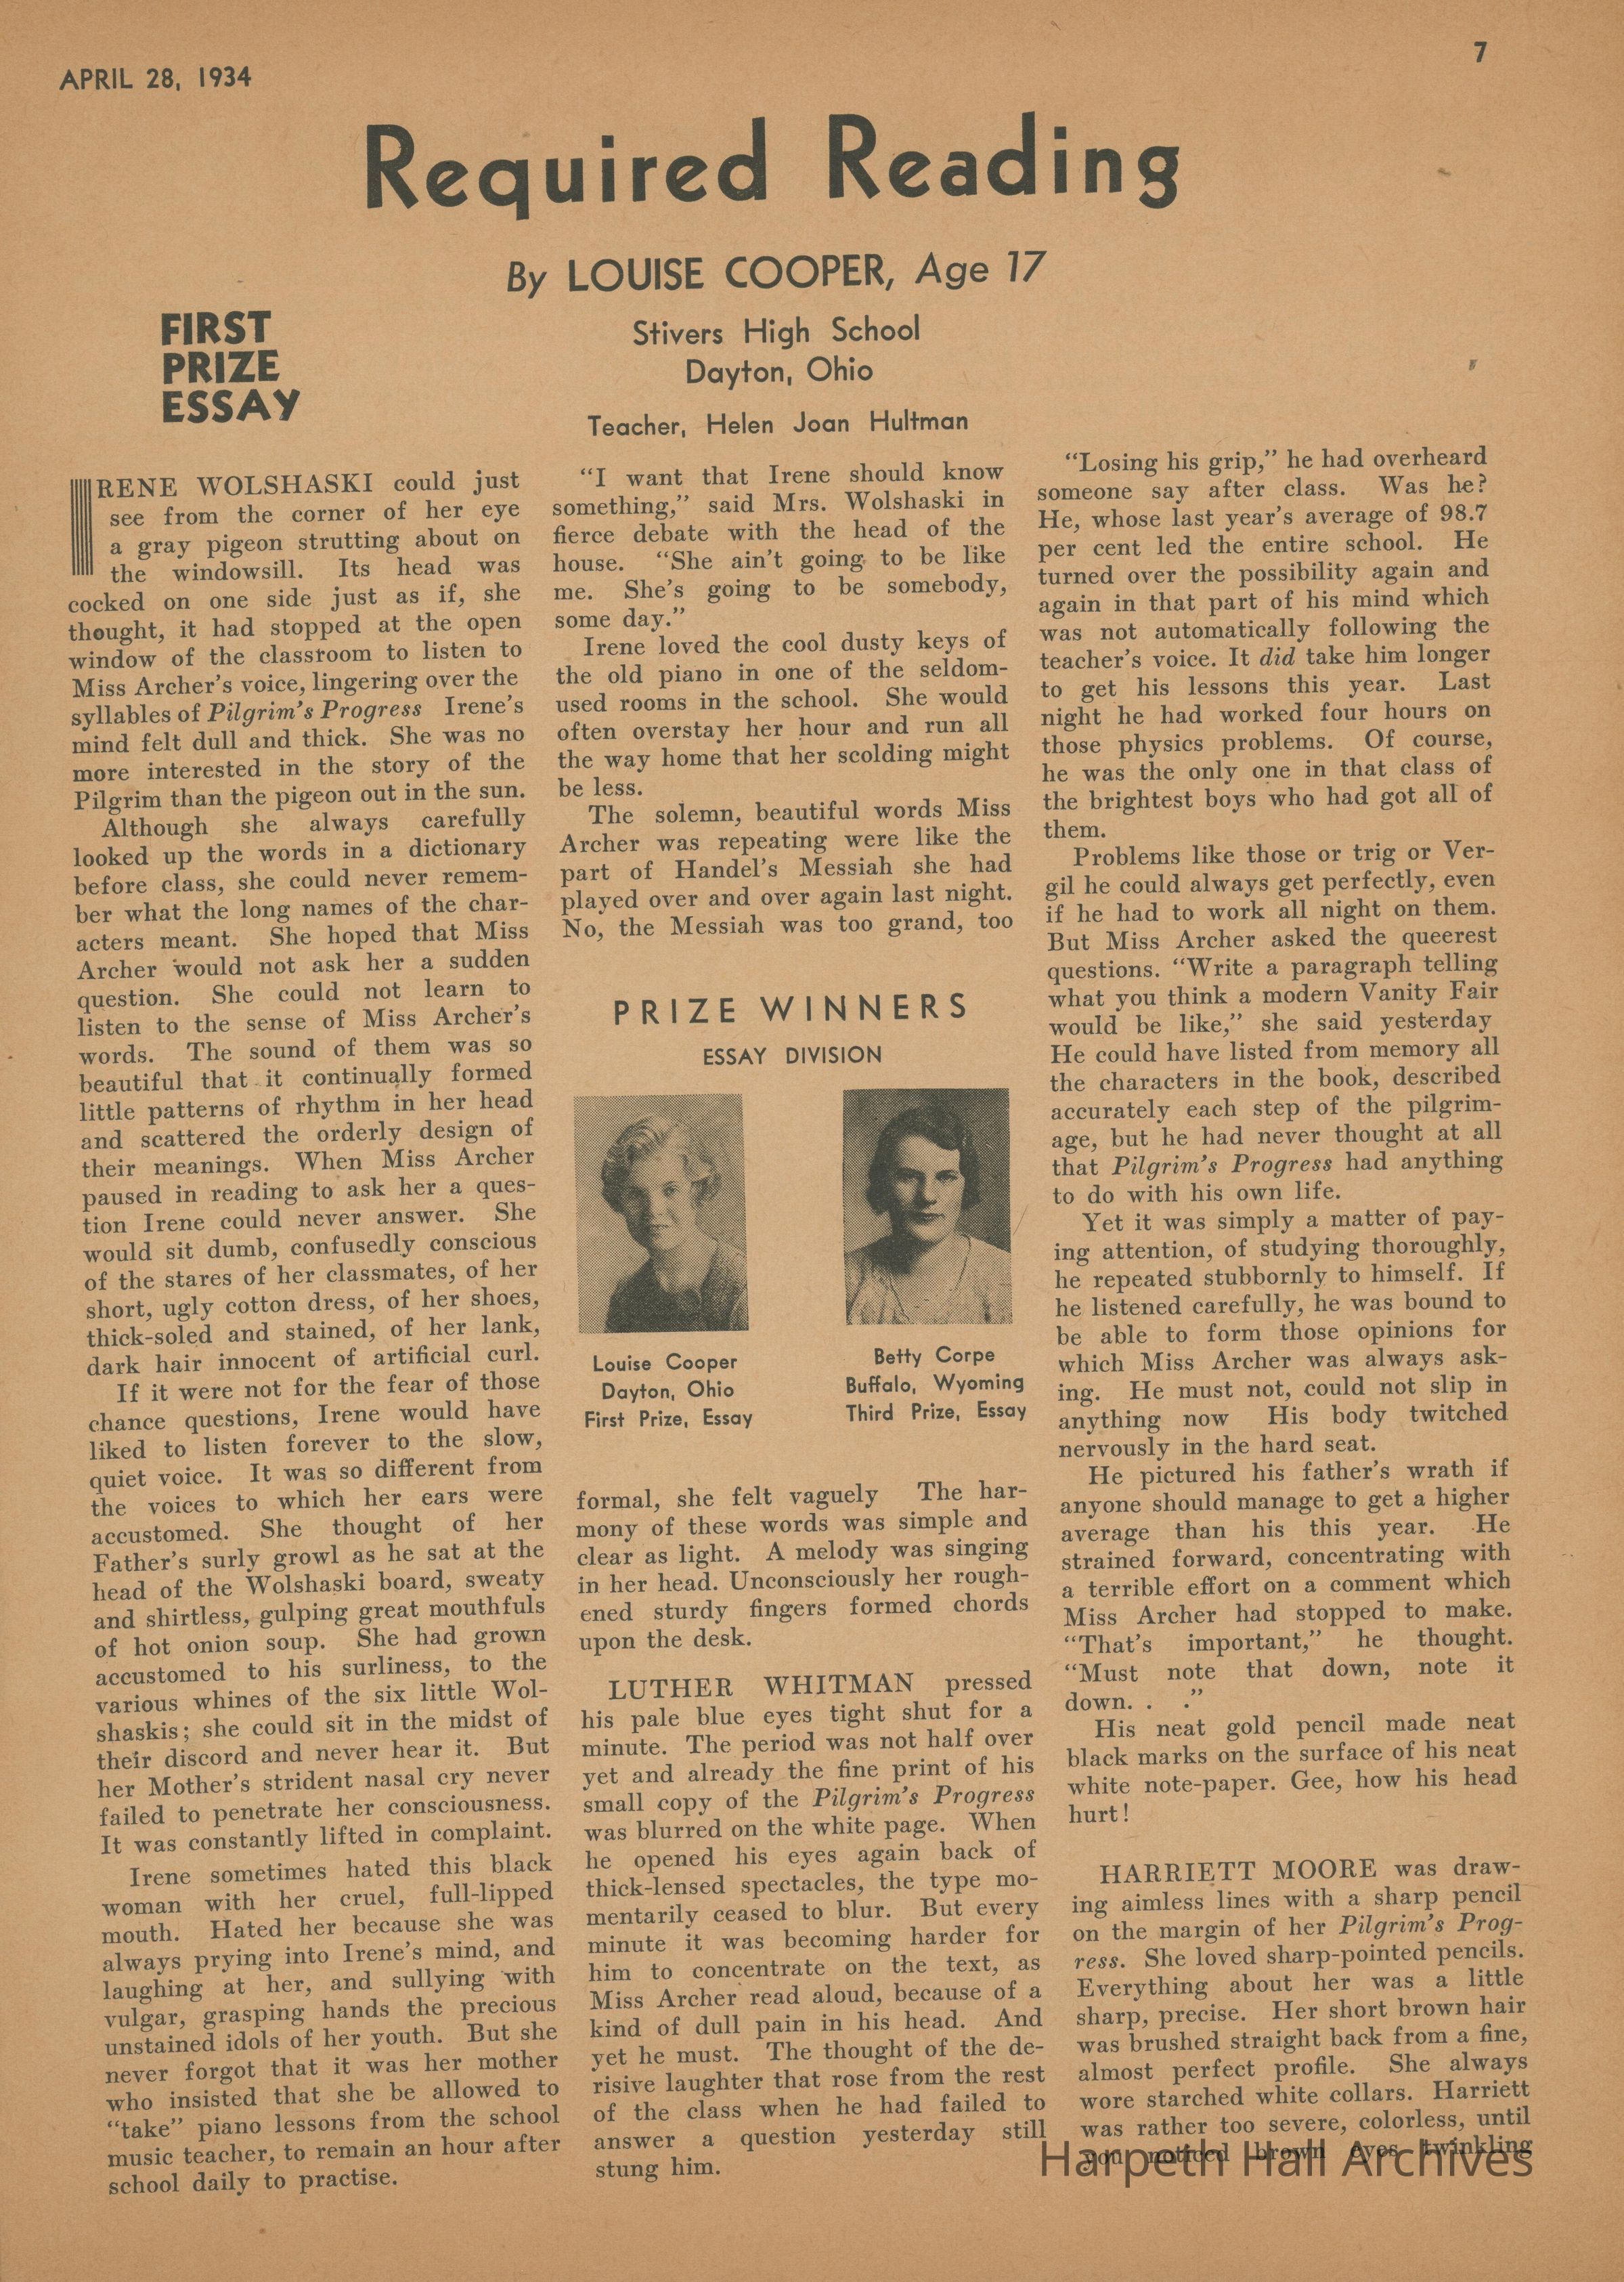 APRIL 28, 1934
7
Required Reading
By LOUISE COOPER, Age 17
Stivers High School
Dayton, Ohio
Teacher, Helen Joan Hultman
FIRST
PRIZE
ESSAY
IRENE WOLSHASKI could just
see from the corner of her eye
a gray pigeon strutting about on
the windowsill. Its head was
cocked on one side just as if, she
thought, it had stopped at the open
window of the classroom to listen to
Miss Archer's voice, lingering over the
syllables of Pilgrim's Progress Irene's
mind felt dull and thick. She was no
more interested in the story of the
Pilgrim than the pigeon out in the sun.
Although she always carefully
looked up the words in a dictionary
before class, she could never remem-
ber what the long names of the char-
acters meant. She hoped that Miss
Archer would not ask her a sudden
question. She could not learn to
listen to the sense of Miss Archer's
words. The sound of them was so
beautiful that it continually formed
little patterns of rhythm in her head
and scattered the orderly design of
their meanings. When Miss Archer
paused in reading to ask her a ques-
tion Irene could never answer. She
would sit dumb, confusedly conscious
of the stares of her classmates, of her
short, ugly cotton dress, of her shoes,
thick-soled and stained, of her lank,
dark hair innocent of artificial curl.
If it were not for the fear of those
chance questions, Irene would have
liked to listen forever to the slow,
quiet voice. It was so different from
the voices to which her ears were
accustomed. She thought of her
Father's surly growl as he sat at the
head of the Wolshaski board, sweaty
and shirtless, gulping great mouthfuls
of hot onion soup. She had grown
accustomed to his surliness, to the
various whines of the six little Wol-
shaskis; she could sit in the midst of
their discord and never hear it. But
her Mother's strident nasal cry never
failed to penetrate her consciousness.
It was constantly lifted in complaint.
Irene sometimes hated this black
woman with her cruel, full-lipped
mouth. Hated her because she was
always prying into Irene's mind, and
laughing at her, and sullying with
vulgar, grasping hands the precious
unstained idols of her youth. But she
never forgot that it was her mother
who insisted that she be allowed to
"take" piano lessons from the school
music teacher, to remain an hour after
school daily to practise.
"I want that Irene should know
something," said Mrs. Wolshaski in
fierce debate with the head of the
house. "She ain't going to be like
me. She's going to be somebody,
some day."
Irene loved the cool dusty keys of
the old piano in one of the seldom-
used rooms in the school. She would
often overstay her hour and run all
the way home that her scolding might
be less.
The solemn, beautiful words Miss
Archer was repeating were like the
part of Handel's Messiah she had
played over and over again last night.
No, the Messiah was too grand, too
PRIZE WINNERS
ESSAY DIVISION
Louise Cooper
Dayton, Ohio
First Prize, Essay
Betty Corpe
Buffalo, Wyoming
Third Prize, Essay
formal, she felt vaguely The har-
mony of these words was simple and
clear as light. A melody was singing
in her head. Unconsciously her rough-
ened sturdy fingers formed chords
upon the desk.
LUTHER WHITMAN pressed
his pale blue eyes tight shut for a
minute. The period was not half over
yet and already the fine print of his
small copy of the Pilgrim's Progress
was blurred on the white page. When
he opened his eyes again back of
thick-lensed spectacles, the type mo-
mentarily ceased to blur. But every
minute it was becoming harder for
him to concentrate on the text, as
Miss Archer read aloud, because of a
kind of dull pain in his head. And
yet he must. The thought of the de-
risive laughter that rose from the rest
of the class when he had failed to
answer a question yesterday still
stung him.
"Losing his grip," he had overheard
someone say after class. Was he?
He, whose last year's average of 98.7
per cent led the entire school. He
turned over the possibility again and
again in that part of his mind which
was not automatically following the
teacher's voice. It did take him longer
to get his lessons this year. Last
night he had worked four hours on
those physics problems. Of course,
he was the only one in that class of
the brightest boys who had got all of
them.
Problems like those or trig or Ver-
gil he could always get perfectly, even
if he had to work all night on them.
But Miss Archer asked the queerest
questions. "Write a paragraph telling
what you think a modern Vanity Fair
would be like," she said yesterday
He could have listed from memory all
the characters in the book, described
accurately each step of the pilgrim-
age, but he had never thought at all
that Pilgrim's Progress had anything
to do with his own life.
Yet it was simply a matter of pay-
ing attention, of studying thoroughly,
he repeated stubbornly to himself. If
he listened carefully, he was bound to
be able to form those opinions for
which Miss Archer was always ask-
ing. He must not, could not slip in
anything now His body twitched
nervously in the hard seat.
He pictured his father's wrath if
anyone should manage to get a higher
average than his this year. He
strained forward, concentrating with
a terrible effort on a comment which
Miss Archer had stopped to make.
"That's important," he thought.
"Must note that down, note it
down. . ."
His neat gold pencil made neat
black marks on the surface of his neat
white note-paper. Gee, how his head
hurt!
HARRIETT MOORE was draw-
ing aimless lines with a sharp pencil
on the margin of her Pilgrim's Prog-
ress. She loved sharp-pointed pencils.
Everything about her was a little
sharp, precise. Her short brown hair
was brushed straight back from a fine,
almost perfect profile. She always
wore starched white collars. Harriett
was rather too severe, colorless, until
you noticed brown eyes twinkling
Harpeth Hall Archives